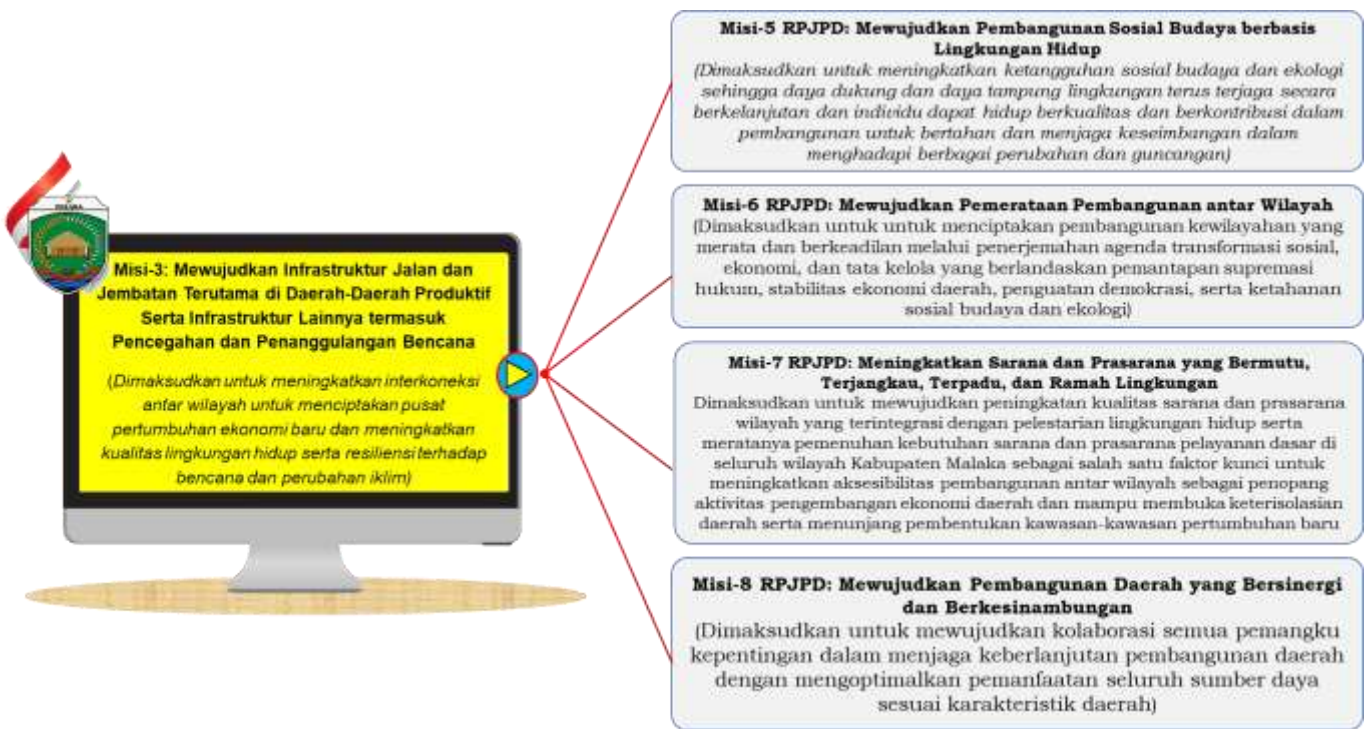 MALAKA
Misi-3: Mewujudkan Infrastruktur Jalan dan
Jembatan Terutama di Daerah-Daerah Produktif
Serta Infrastruktur Lainnya termasuk
Pencegahan dan Penanggulangan Bencana
(Dimaksudkan untuk meningkatkan interkoneksi
antar wilayah untuk menciptakan pusat
pertumbuhan ekonomi baru dan meningkatkan
kualitas lingkungan hidup serta resiliensi terhadap
bencana dan perubahan iklim)
Misi-5 RPJPD: Mewujudkan Pembangunan Sosial Budaya berbasis
Lingkungan Hidup
(Dimaksudkan untuk meningkatkan ketangguhan sosial budaya dan ekologi
sehingga daya dukung dan daya tampung lingkungan terus terjaga secara
berkelanjutan dan individu dapat hidup berkualitas dan berkontribusi dalam
pembangunan untuk bertahan dan menjaga keseimbangan dalam
menghadapi berbagai perubahan dan guncangan)
Misi-6 RPJPD: Mewujudkan Pemerataan Pembangunan antar Wilayah
(Dimaksudkan untuk untuk menciptakan pembangunan kewilayahan yang
merata dan berkeadilan melalui penerjemahan agenda transformasi sosial,
ekonomi, dan tata kelola yang berlandaskan pemantapan supremasi
hukum, stabilitas ekonomi daerah, penguatan demokrasi, serta ketahanan
sosial budaya dan ekologi)
Misi-7 RPJPD: Meningkatkan Sarana dan Prasarana yang Bermutu,
Terjangkau, Terpadu, dan Ramah Lingkungan
Dimaksudkan untuk mewujudkan peningkatan kualitas sarana dan prasarana
wilayah yang terintegrasi dengan pelestarian lingkungan hidup serta
meratanya pemenuhan kebutuhan sarana dan prasarana pelayanan dasar di
seluruh wilayah Kabupaten Malaka sebagai salah satu faktor kunci untuk
meningkatkan aksesibilitas pembangunan antar wilayah sebagai penopang
aktivitas pengembangan ekonomi daerah dan mampu membuka keterisolasian
daerah serta menunjang pembentukan kawasan-kawasan pertumbuhan baru
Misi-8 RPJPD: Mewujudkan Pembangunan Daerah yang Bersinergi
dan Berkesinambungan
(Dimaksudkan untuk mewujudkan kolaborasi semua pemangku
kepentingan dalam menjaga keberlanjutan pembangunan daerah
dengan mengoptimalkan pemanfaatan seluruh sumber daya
sesuai karakteristik daerah)